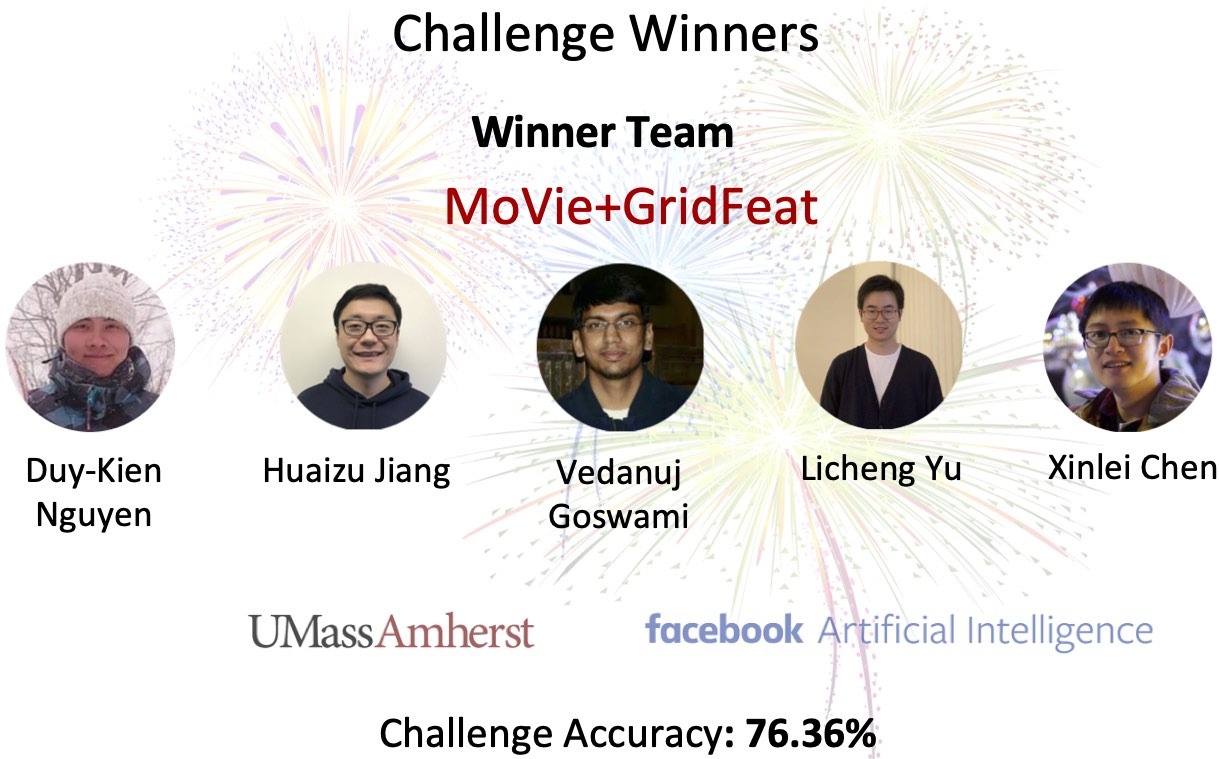 Challenge Winners
Winner Team
MoVie+GridFeat
Duy-Kien
Nguyen
Huaizu Jiang
Vedanuj
Goswami
Licheng Yu
Xinlei Chen
UMassAmherst
facebook Artificial Intelligence
Challenge Accuracy: 76.36%